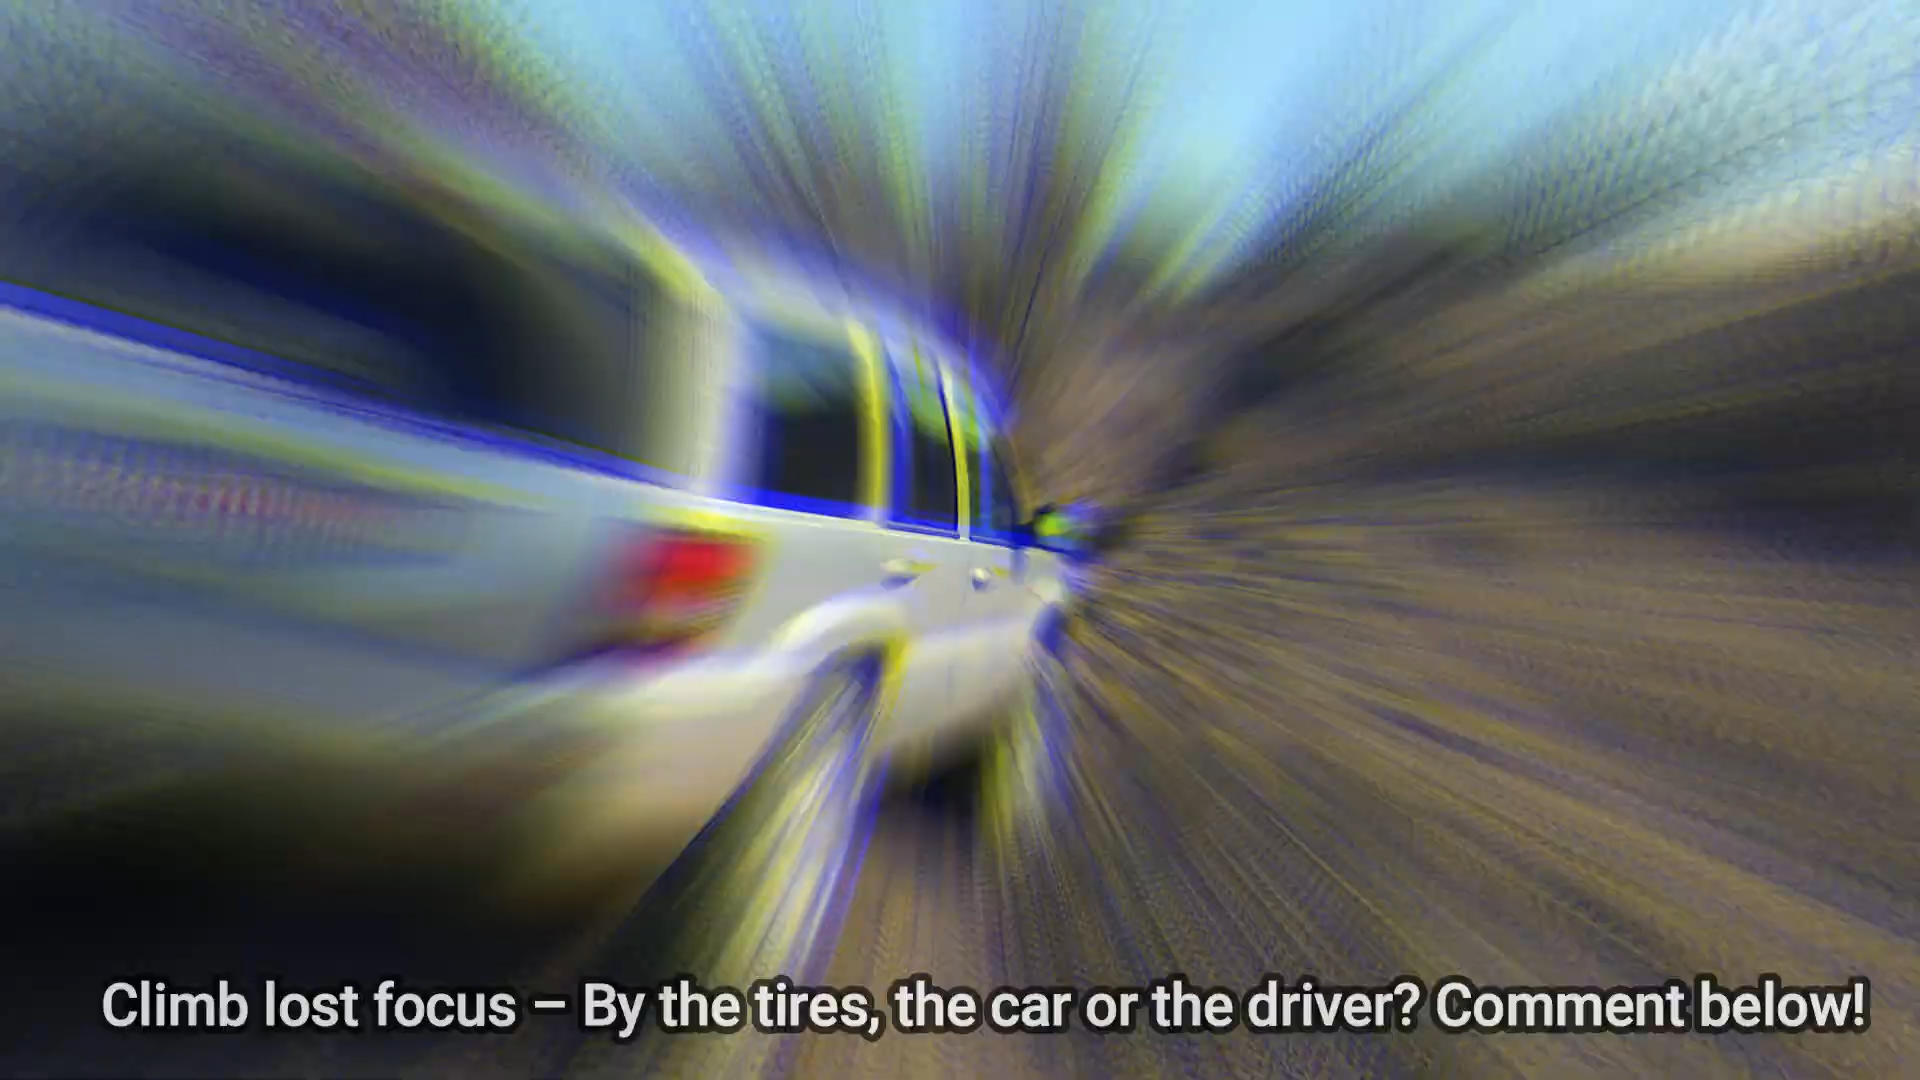 Climb lost focus – By the tires, the car or the driver? Comment below!